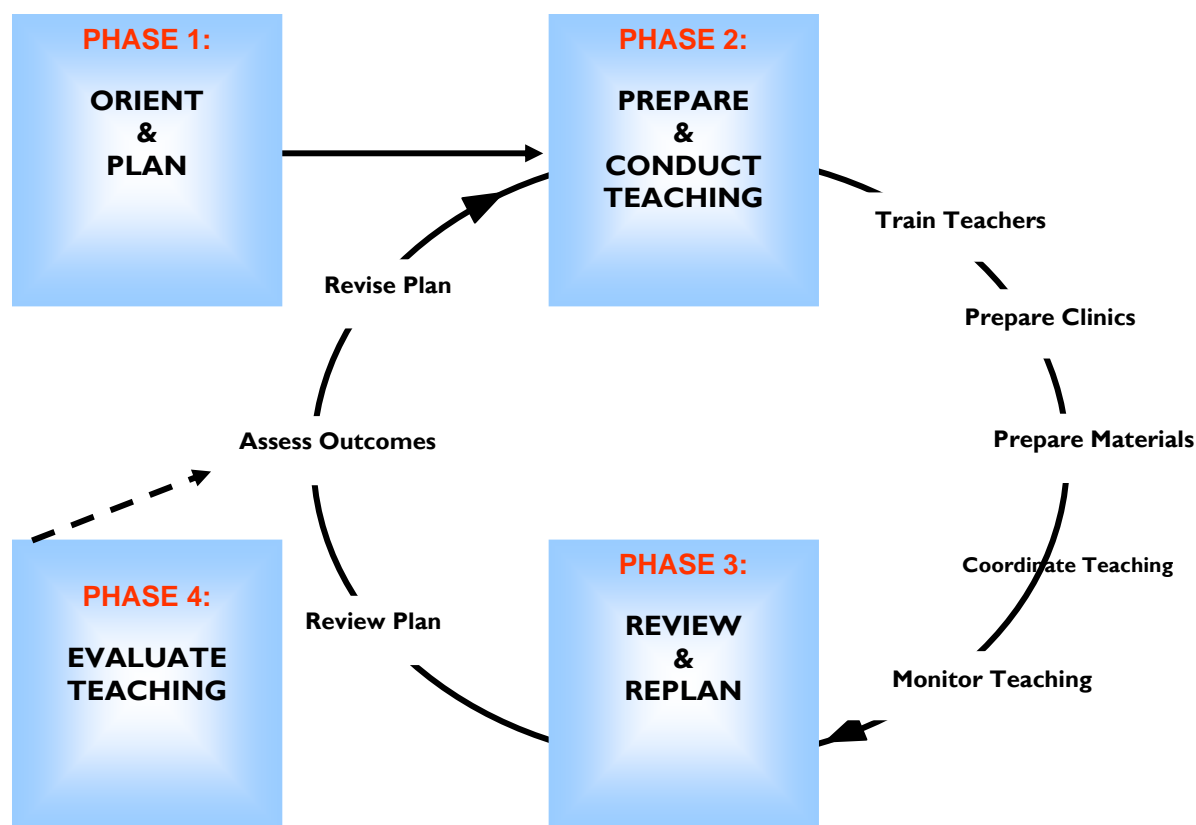 PHASE 1:
ORIENT
&
PLAN
PHASE 2:
PREPARE
&
CONDUCT
TEACHING
Train Teachers
Prepare Clinics
Prepare Materials
Coordinate Teaching
Monitor Teaching
PHASE 3:
REVIEW
&
REPLAN
Review Plan
Assess Outcomes
Revise Plan
PHASE 4:
EVALUATE
TEACHING